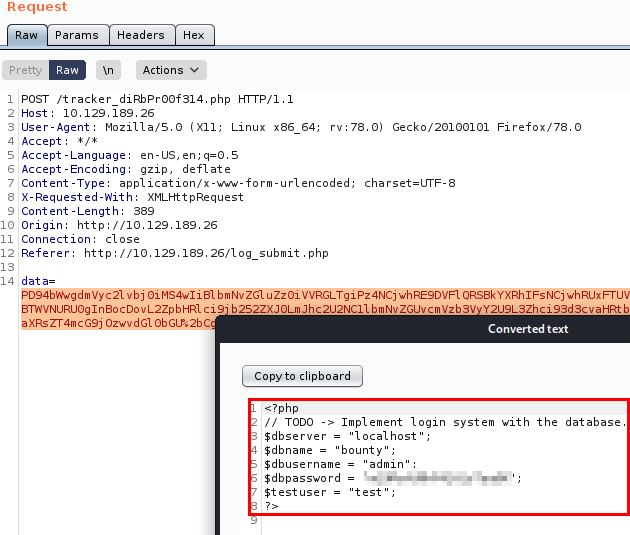 Request
Raw Params Headers Hex
Pretty Raw \n Actions
1 POST /tracker_diRbPr00f314.php HTTP/1.1
2 Host: 10.129.189.26
3 User-Agent: Mozilla/5.0 (X11; Linux x86_64; rv:78.0) Gecko/20100101 Firefox/78.0
4 Accept: */*
5 Accept-Language: en-US,en;q=0.5
6 Accept-Encoding: gzip, deflate
7 Content-Type: application/x-www-form-urlencoded; charset=UTF-8
8 X-Requested-With: XMLHttpRequest
9 Content-Length: 389
10 Origin: http://10.129.189.26
11 Connection: close
12 Referer: http://10.129.189.26/log_submit.php
13
14 data=
Converted text
Copy to clipboard
1 <?php
2 // TODO -> Implement login system with the database.
3 $dbserver = "localhost";
4 $dbname = "bounty";
5 $dbusername = "admin";
6 $dbpassword = ";
7 $testuser = "test";
8 ?>
9